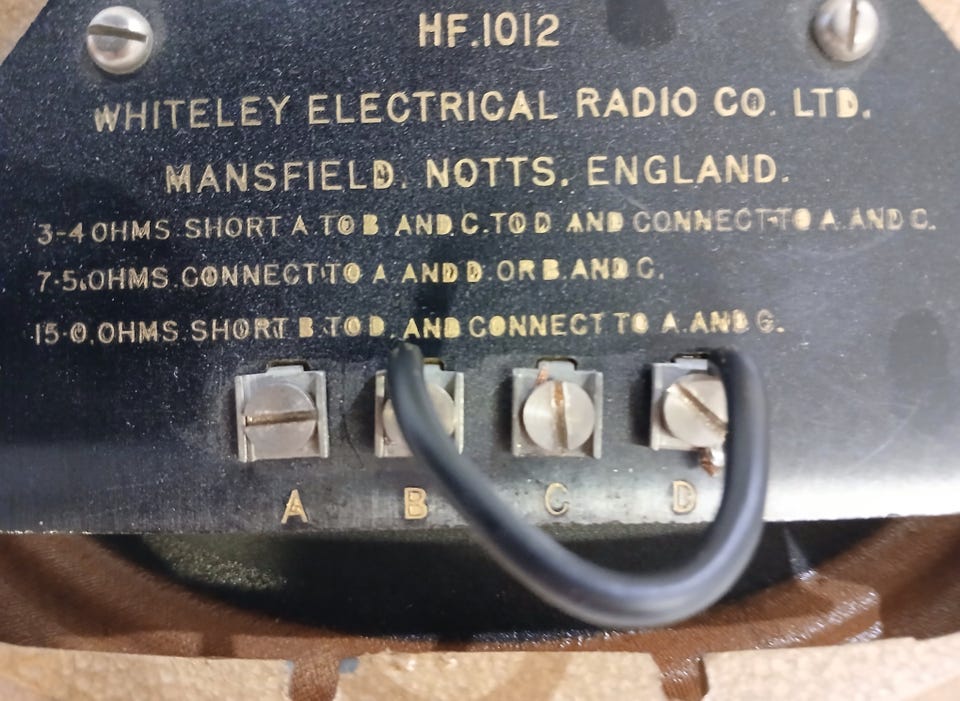 HF.1012
WHITELEY ELECTRICAL RADIO CO. LTD.
MANSFIELD. NOTTS. ENGLAND.
3-4 OHMS SHORT A TO B AND C.TO D AND CONNECT TO A.AND C.
7·5.OHMS.CONNECT TO A AND D OR B.AND C.
15·0.OHMS.SHORT B TO D.AND CONNECT TO A.AND C.
A B C D